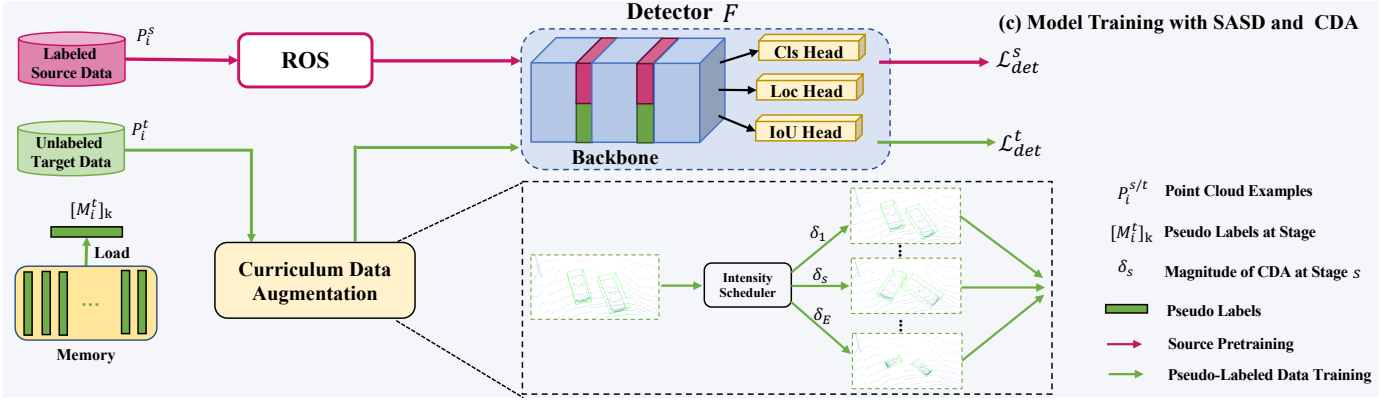 (c) Model Training with SASD and CDA
Detector F
Labeled
Source Data
P_i^s
ROS
Cls Head
Loc Head
IoU Head
Backbone
ℒ_det^s
Unlabeled
Target Data
P_i^t
ℒ_det^t
[M_i^t]_k
Load
...
Memory
Curriculum Data
Augmentation
Intensity
Scheduler
δ_1
δ_s
δ_E
...
...
P_i^{s/t} Point Cloud Examples
[M_i^t]_k Pseudo Labels at Stage
δ_s Magnitude of CDA at Stage s
Pseudo Labels
Source Pretraining
Pseudo-Labeled Data Training